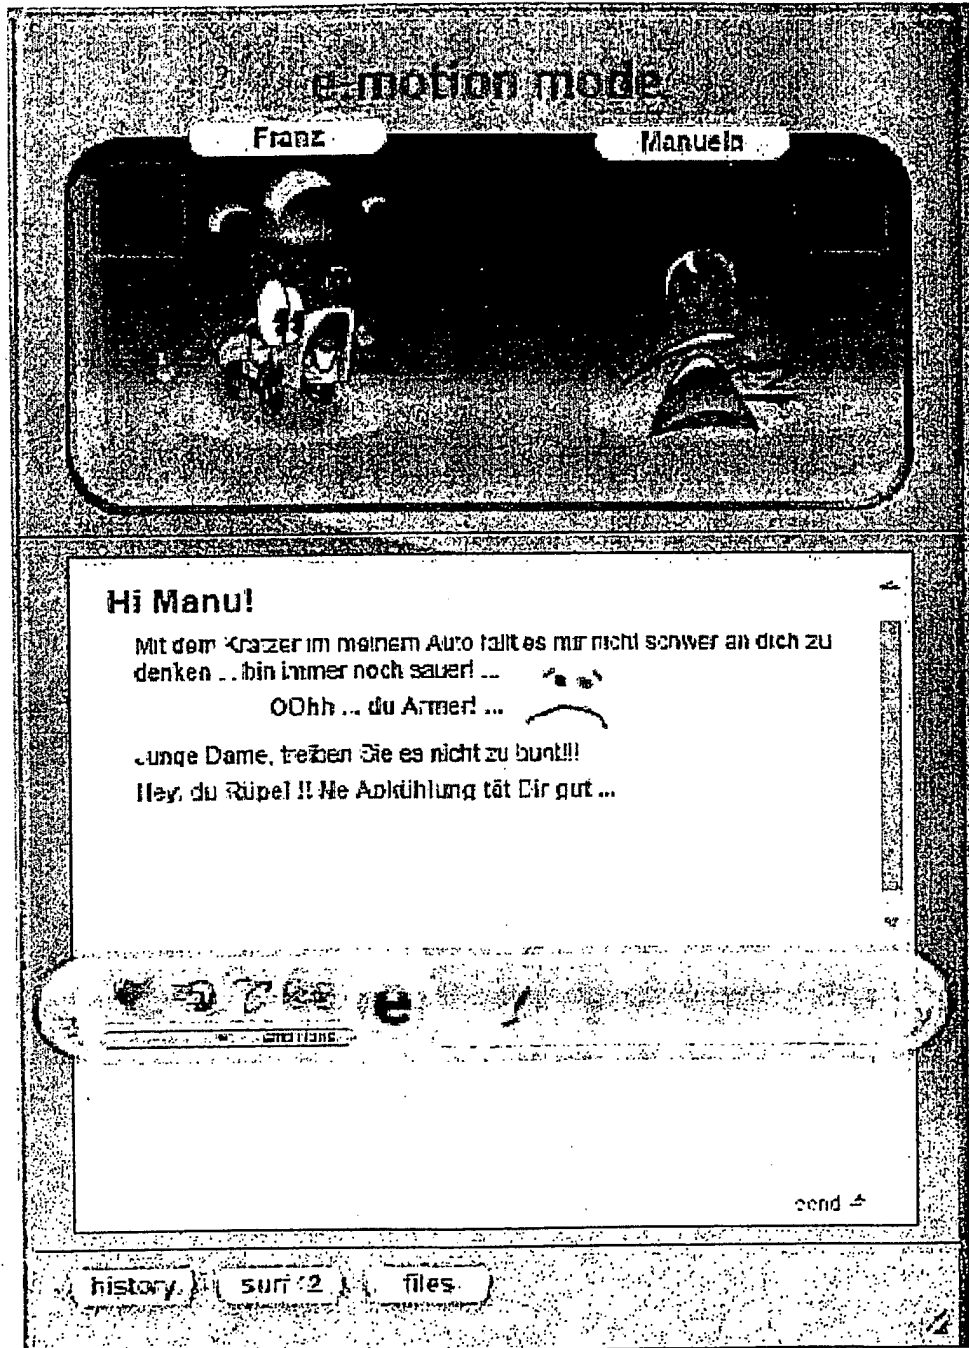 e-motion mode
Franz
Manuela
Hi Manu!
Mit dem Kratzer im meinem Auto fällt es mir nicht schwer an dich zu
denken ... bin immer noch sauer! ...
OOhh ... du Armer! ...
Junge Dame, treiben Sie es nicht zu bunt!!!
Hey, du Rüpel !! Ne Abkühlung tät Dir gut ...
e
emotions
send
history
files